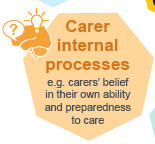 Carer
internal
processes
e.g. carers' belief
in their own ability
and preparedness
to care